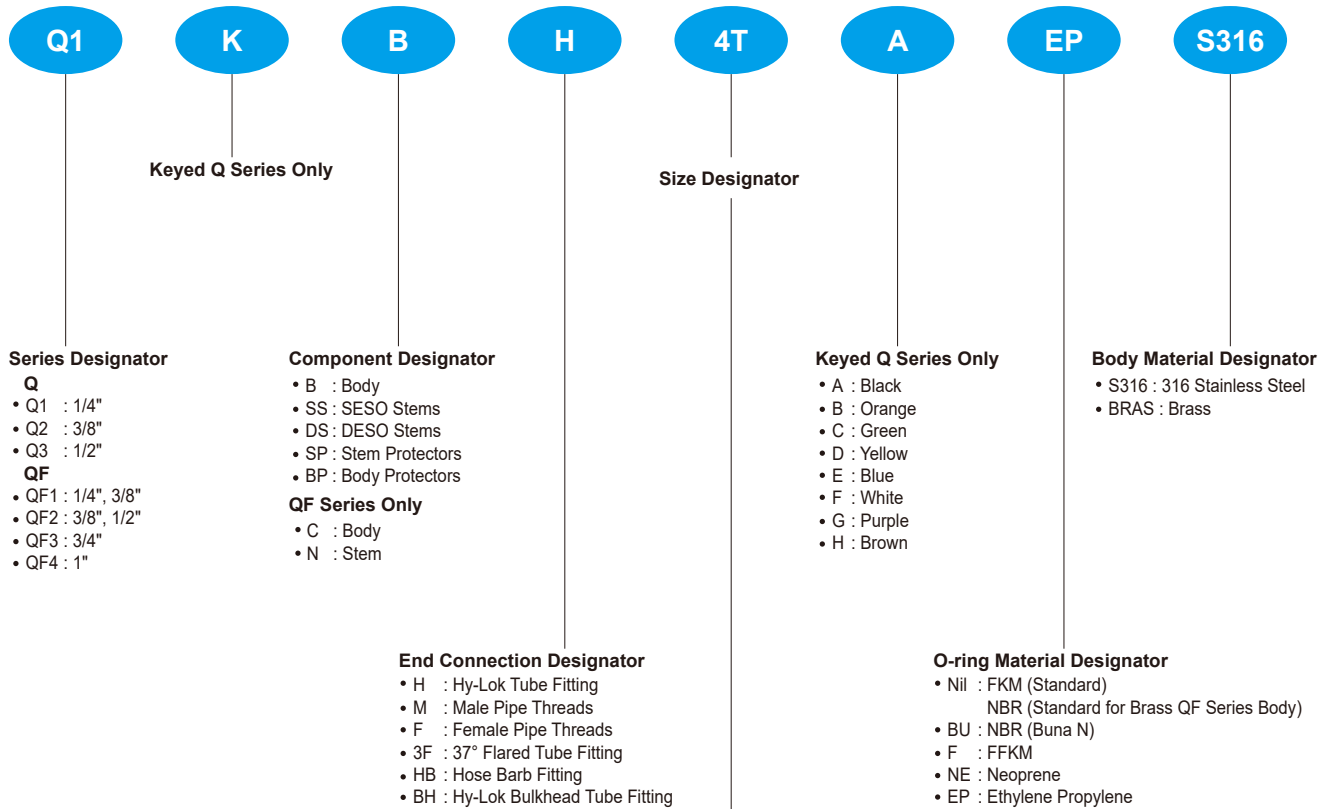 Q1 K B H 4T A EP S316
Keyed Q Series Only
Size Designator
Series Designator
Q
• Q1 : 1/4"
• Q2 : 3/8"
• Q3 : 1/2"
QF
• QF1 : 1/4", 3/8"
• QF2 : 3/8", 1/2"
• QF3 : 3/4"
• QF4 : 1"
Component Designator
• B : Body
• SS : SESO Stems
• DS : DESO Stems
• SP : Stem Protectors
• BP : Body Protectors
QF Series Only
• C : Body
• N : Stem
Keyed Q Series Only
• A : Black
• B : Orange
• C : Green
• D : Yellow
• E : Blue
• F : White
• G : Purple
• H : Brown
Body Material Designator
• S316 : 316 Stainless Steel
• BRAS : Brass
End Connection Designator
• H : Hy-Lok Tube Fitting
• M : Male Pipe Threads
• F : Female Pipe Threads
• 3F : 37° Flared Tube Fitting
• HB : Hose Barb Fitting
• BH : Hy-Lok Bulkhead Tube Fitting
O-ring Material Designator
• Nil : FKM (Standard)
NBR (Standard for Brass QF Series Body)
• BU : NBR (Buna N)
• F : FFKM
• NE : Neoprene
• EP : Ethylene Propylene